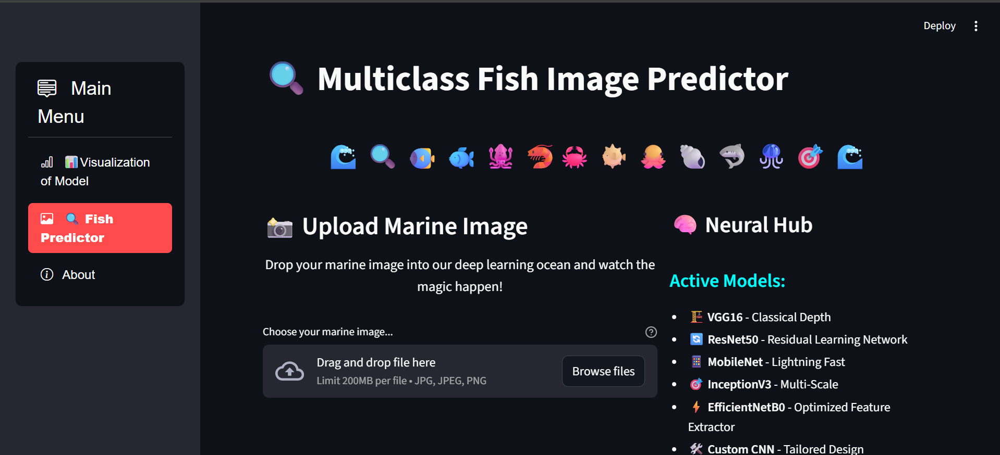 Deploy
Main
Menu
Visualization
of Model
Fish
Predictor
About
Multiclass Fish Image Predictor
Upload Marine Image
Drop your marine image into our deep learning ocean and watch the
magic happen!
Choose your marine image...
Drag and drop file here
Limit 200MB per file • JPG, JPEG, PNG
Browse files
Neural Hub
Active Models:
• VGG16 - Classical Depth
• ResNet50 - Residual Learning Network
• MobileNet - Lightning Fast
• InceptionV3 - Multi-Scale
• EfficientNetB0 - Optimized Feature
Extractor
• Custom CNN - Tailored Design